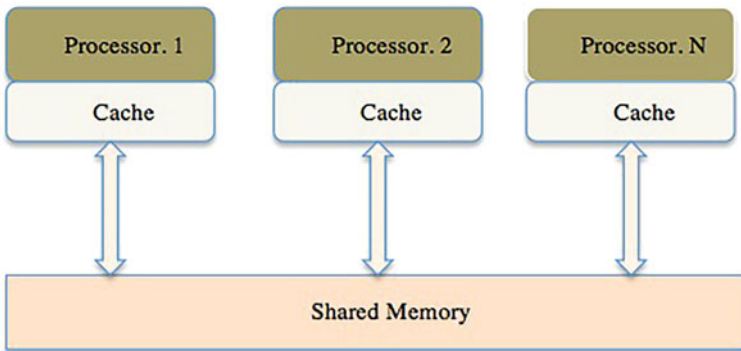 Processor. 1
Processor. 2
Processor. N
Cache
Cache
Cache
Shared Memory